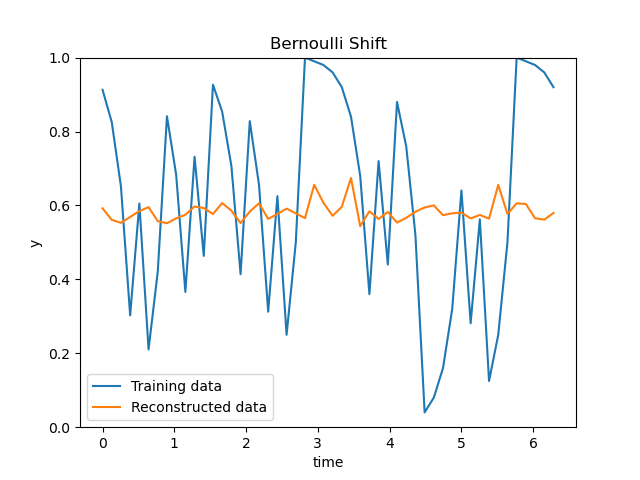 Bernoulli Shift
1.0
0.8
0.6
0.4
0.2
0.0
y
Training data
Reconstructed data
0 1 2 3 4 5 6
time